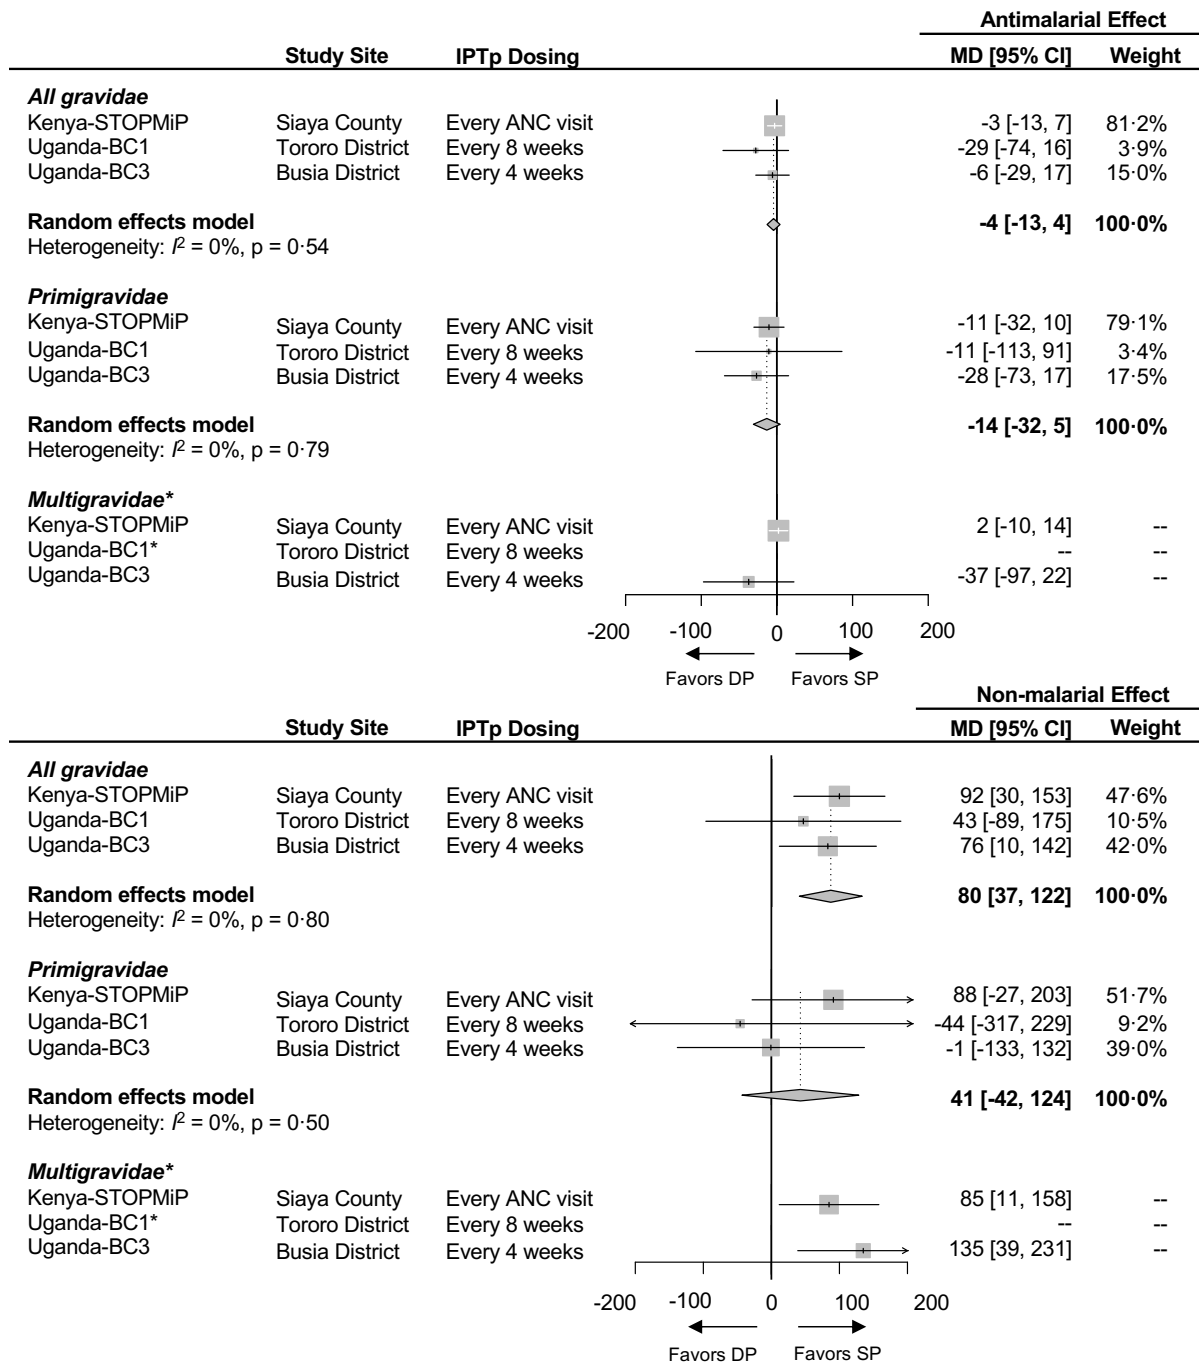 Antimalarial Effect
Study Site IPTp Dosing MD [95% CI] Weight
All gravidae
Kenya-STOPMiP Siaya County Every ANC visit -3 [-13, 7] 81·2%
Uganda-BC1 Tororo District Every 8 weeks -29 [-74, 16] 3·9%
Uganda-BC3 Busia District Every 4 weeks -6 [-29, 17] 15·0%
Random effects model -4 [-13, 4] 100·0%
Heterogeneity: I² = 0%, p = 0·54
Primigravidae
Kenya-STOPMiP Siaya County Every ANC visit -11 [-32, 10] 79·1%
Uganda-BC1 Tororo District Every 8 weeks -11 [-113, 91] 3·4%
Uganda-BC3 Busia District Every 4 weeks -28 [-73, 17] 17·5%
Random effects model -14 [-32, 5] 100·0%
Heterogeneity: I² = 0%, p = 0·79
Multigravidae*
Kenya-STOPMiP Siaya County Every ANC visit 2 [-10, 14] --
Uganda-BC1* Tororo District Every 8 weeks -- --
Uganda-BC3 Busia District Every 4 weeks -37 [-97, 22] --
-200 -100 0 100 200
Favors DP Favors SP
Non-malarial Effect
Study Site IPTp Dosing MD [95% CI] Weight
All gravidae
Kenya-STOPMiP Siaya County Every ANC visit 92 [30, 153] 47·6%
Uganda-BC1 Tororo District Every 8 weeks 43 [-89, 175] 10·5%
Uganda-BC3 Busia District Every 4 weeks 76 [10, 142] 42·0%
Random effects model 80 [37, 122] 100·0%
Heterogeneity: I² = 0%, p = 0·80
Primigravidae
Kenya-STOPMiP Siaya County Every ANC visit 88 [-27, 203] 51·7%
Uganda-BC1 Tororo District Every 8 weeks -44 [-317, 229] 9·2%
Uganda-BC3 Busia District Every 4 weeks -1 [-133, 132] 39·0%
Random effects model 41 [-42, 124] 100·0%
Heterogeneity: I² = 0%, p = 0·50
Multigravidae*
Kenya-STOPMiP Siaya County Every ANC visit 85 [11, 158] --
Uganda-BC1* Tororo District Every 8 weeks -- --
Uganda-BC3 Busia District Every 4 weeks 135 [39, 231] --
-200 -100 0 100 200
Favors DP Favors SP